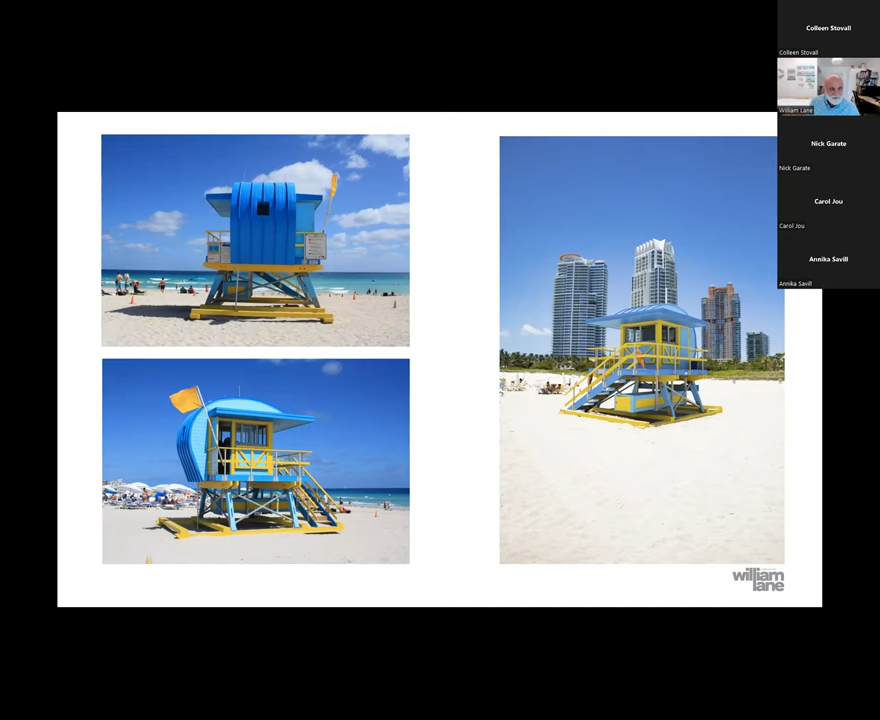 Colleen Stovall
Colleen Stovall
William Lane
Nick Garate
Nick Garate
Carol Jou
Carol Jou
Annika Savill
Annika Savill
william
lane